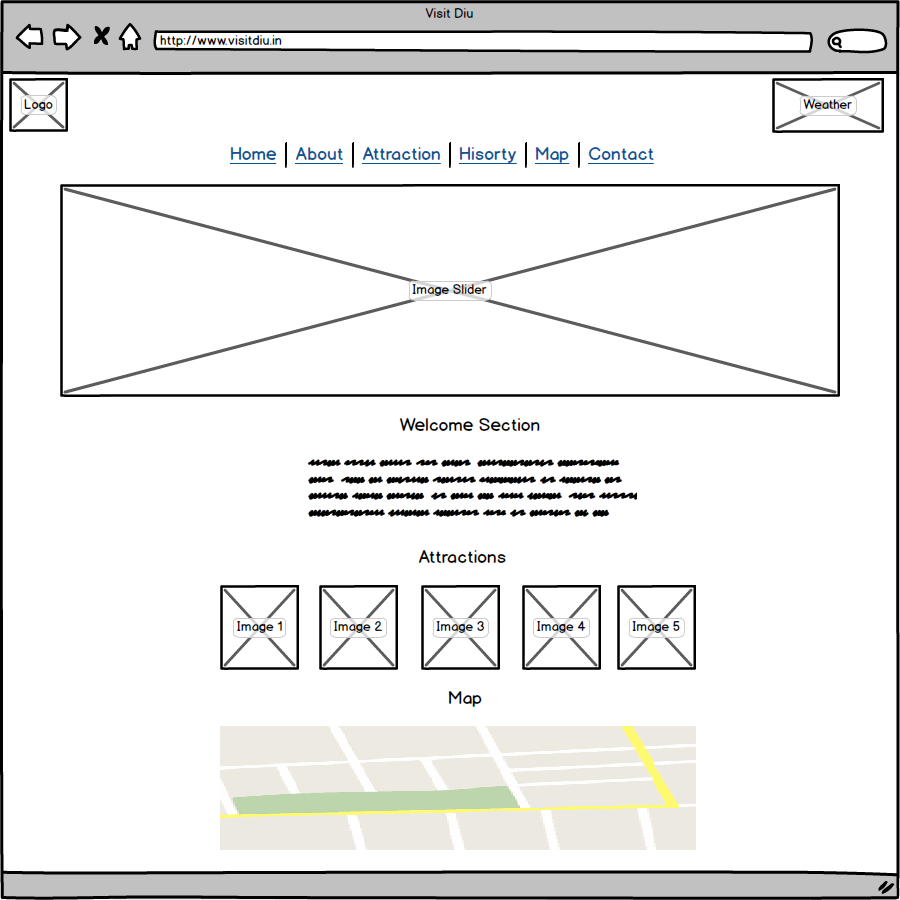 Visit Diu
http://www.visitdiu.in
Logo
Weather
Home About Attraction Hisorty Map Contact
Image Slider
Welcome Section
Attractions
Image 1 Image 2 Image 3 Image 4 Image 5
Map